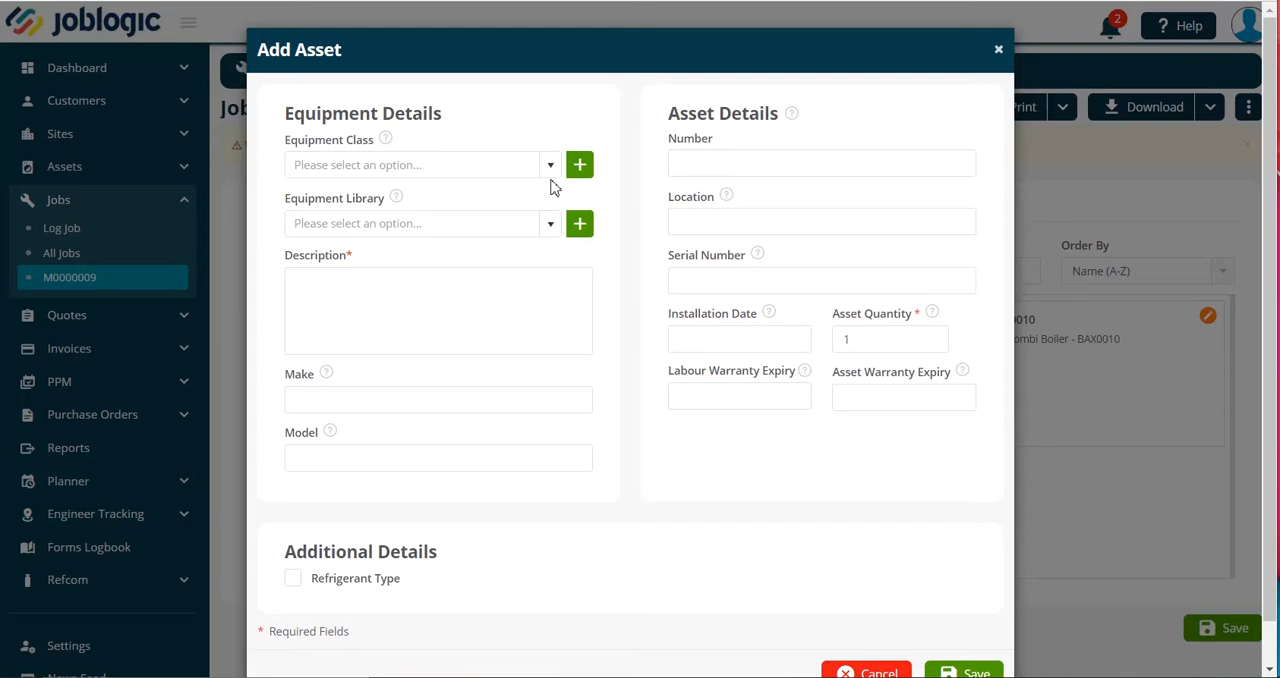 joblogic
2
? Help
Dashboard
Customers
Sites
Assets
Jobs
Log Job
All Jobs
M0000009
Quotes
Invoices
PPM
Purchase Orders
Reports
Planner
Engineer Tracking
Forms Logbook
Refcom
Settings
Job
Print
Download
Order By
Name (A-Z)
0010
ombi Boiler - BAX0010
Save
Add Asset
×
Equipment Details
Equipment Class ?
Please select an option...
+
Equipment Library ?
Please select an option...
+
Description*
Make ?
Model ?
Asset Details ?
Number
Location ?
Serial Number ?
Installation Date ?
Asset Quantity * ?
1
Labour Warranty Expiry ?
Asset Warranty Expiry ?
Additional Details
Refrigerant Type
* Required Fields
Cancel
Save